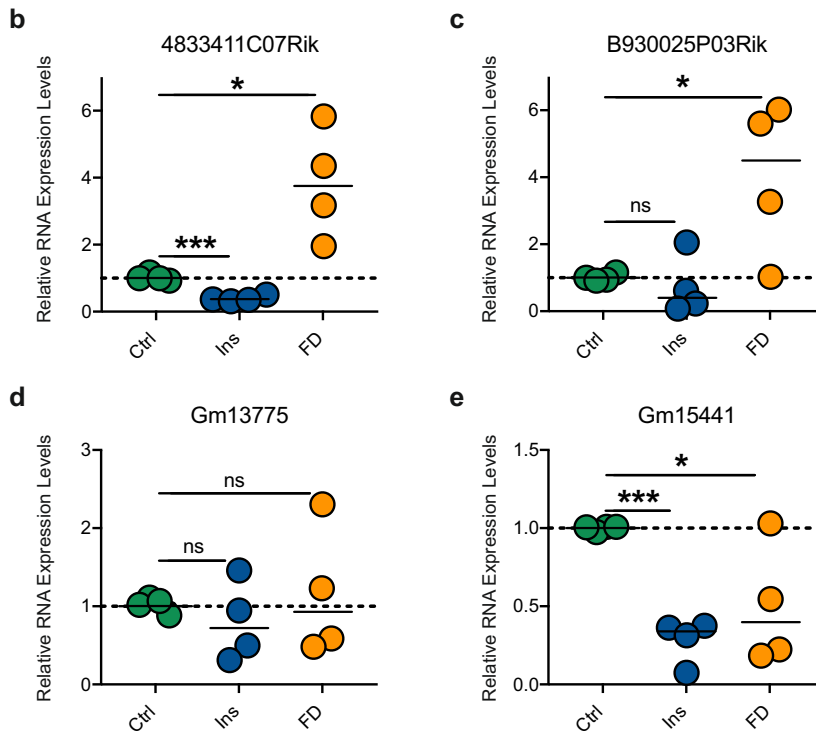 b
4833411C07Rik
Relative RNA Expression Levels
6
4
2
0
*
***
Ctrl
Ins
FD
c
B930025P03Rik
Relative RNA Expression Levels
6
4
2
0
*
ns
Ctrl
Ins
FD
d
Gm13775
Relative RNA Expression Levels
3
2
1
0
ns
ns
Ctrl
Ins
FD
e
Gm15441
Relative RNA Expression Levels
1.5
1.0
0.5
0.0
*
***
Ctrl
Ins
FD